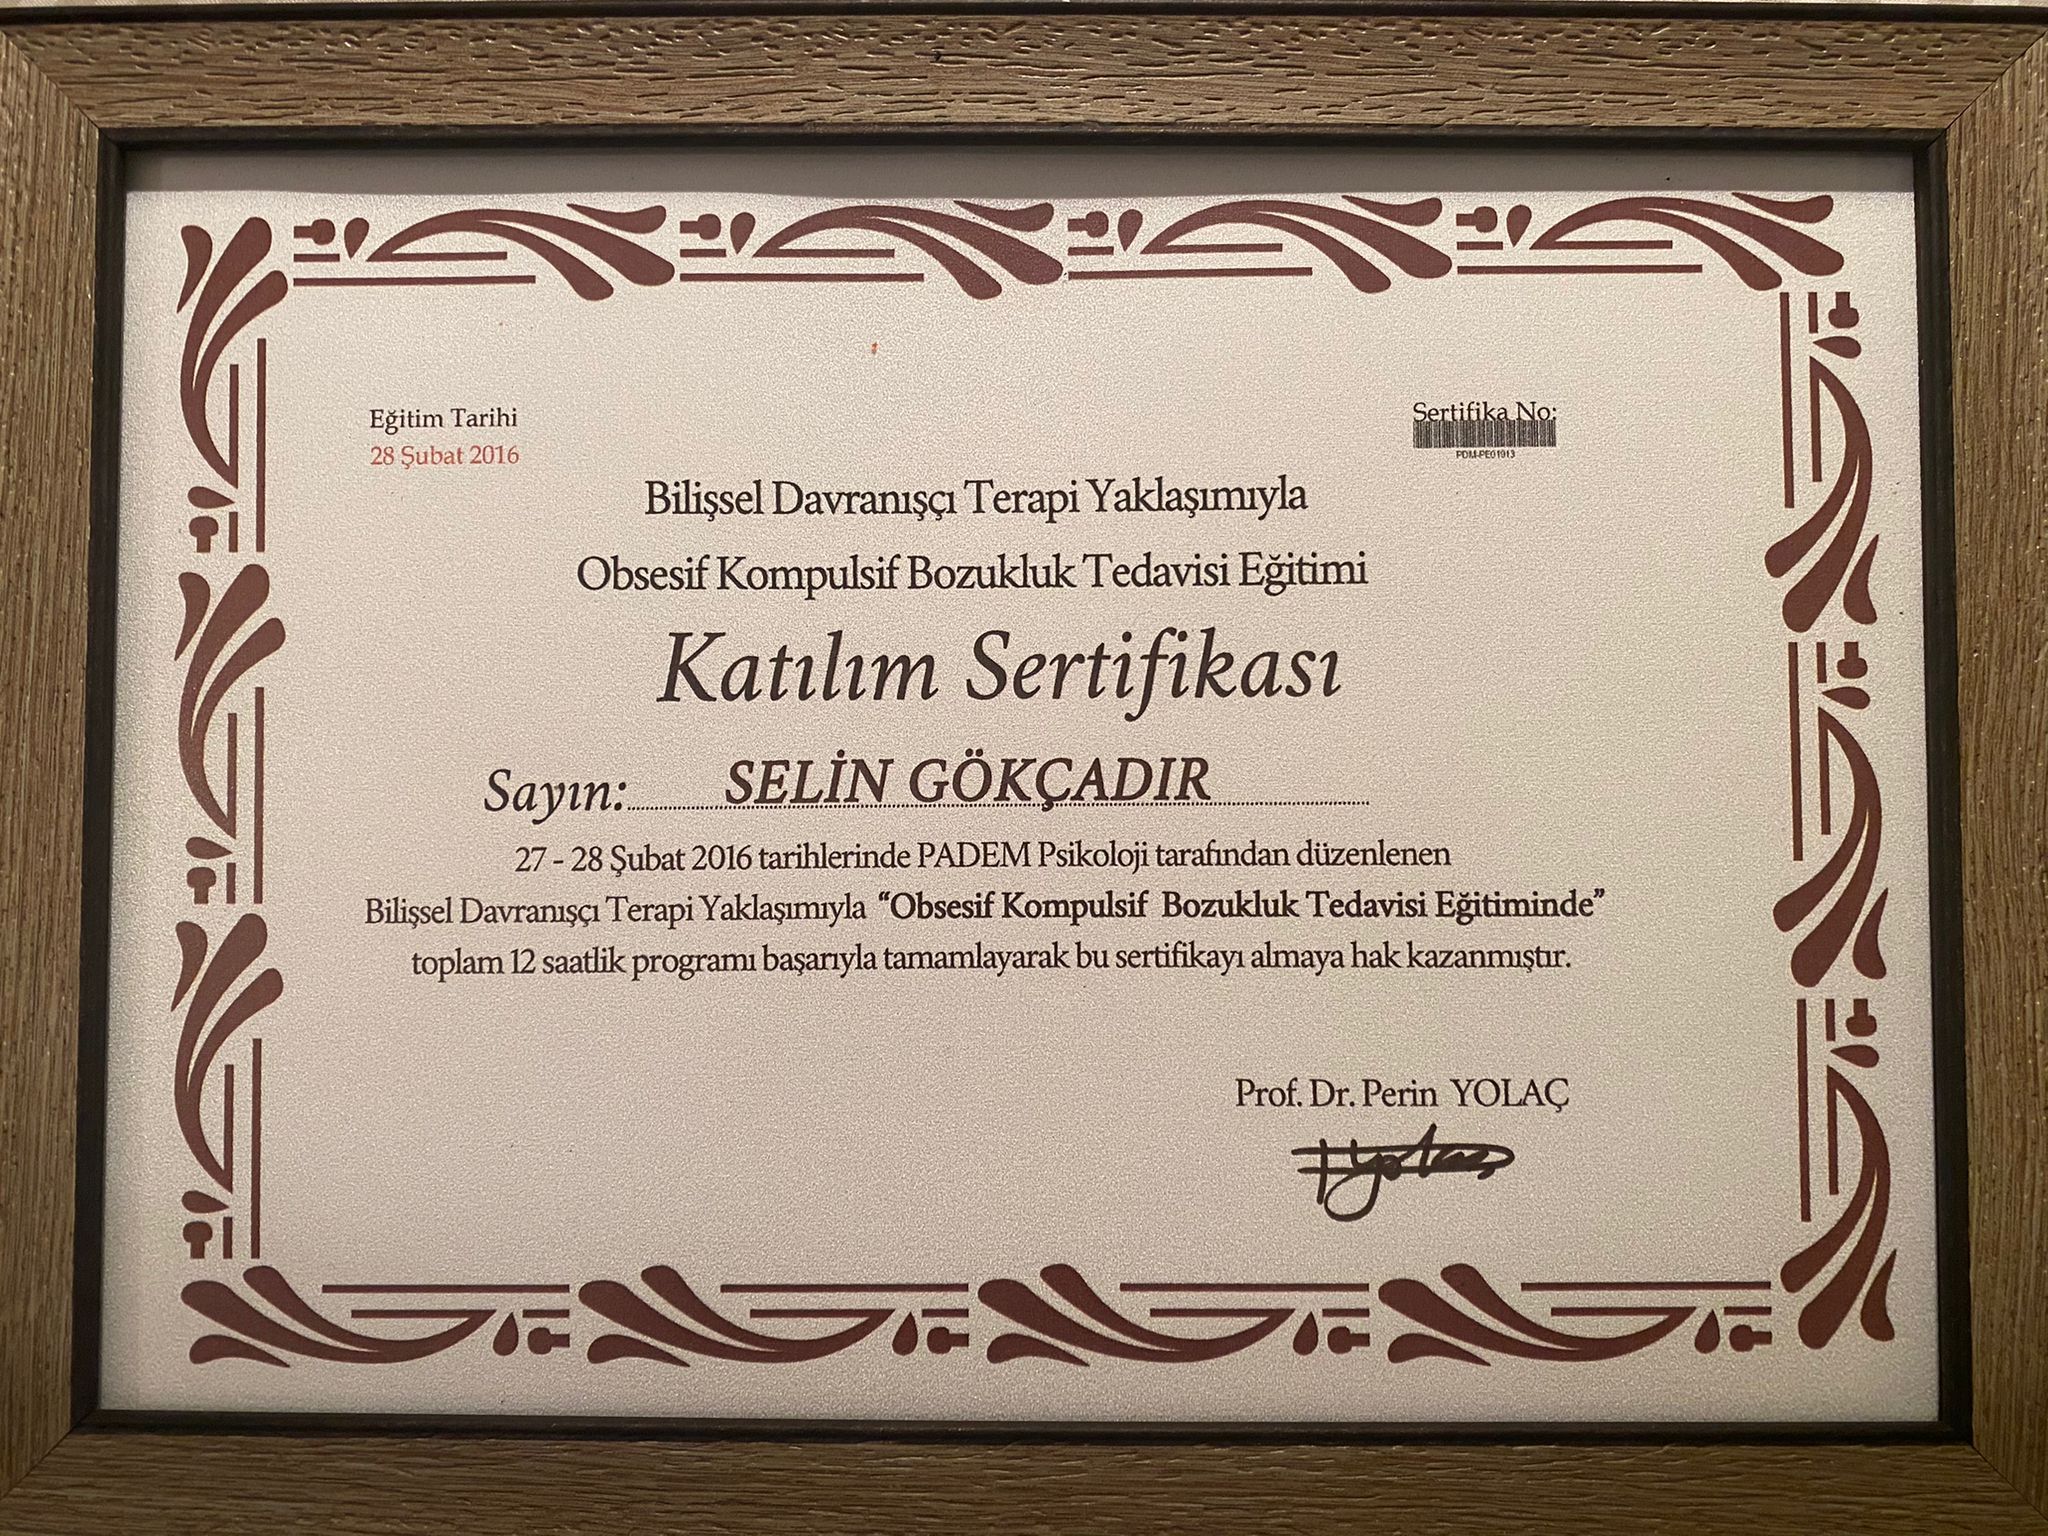 Eğitim Tarihi
28 Şubat 2016
Sertifika No:
PDM-PE01913
Bilişsel Davranışçı Terapi Yaklaşımıyla
Obsesif Kompulsif Bozukluk Tedavisi Eğitimi
Katılım Sertifikası
Sayın: SELİN GÖKÇADIR
27 - 28 Şubat 2016 tarihlerinde PADEM Psikoloji tarafından düzenlenen
Bilişsel Davranışçı Terapi Yaklaşımıyla “Obsesif Kompulsif Bozukluk Tedavisi Eğitiminde”
toplam 12 saatlik programı başarıyla tamamlayarak bu sertifikayı almaya hak kazanmıştır.
Prof. Dr. Perin YOLAÇ